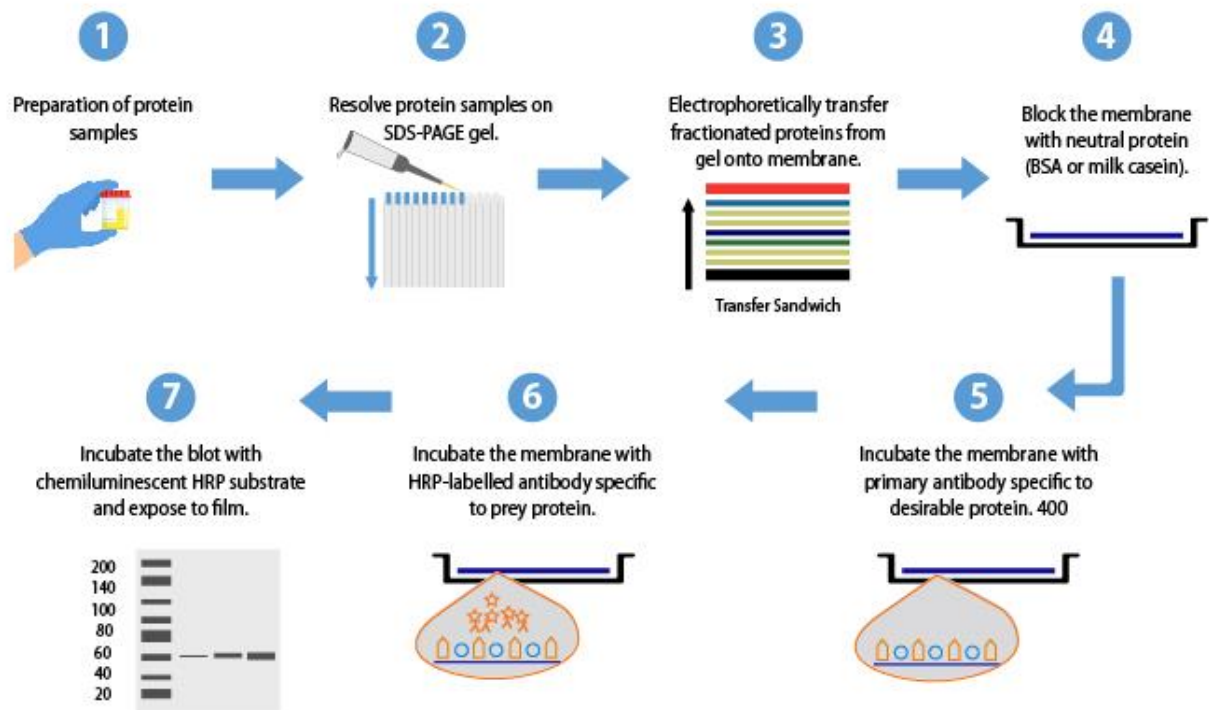 1
Preparation of protein
samples
2
Resolve protein samples on
SDS-PAGE gel.
3
Electrophoretically transfer
fractionated proteins from
gel onto membrane.
Transfer Sandwich
4
Block the membrane
with neutral protein
(BSA or milk casein).
5
Incubate the membrane with
primary antibody specific to
desirable protein. 400
6
Incubate the membrane with
HRP-labelled antibody specific
to prey protein.
7
Incubate the blot with
chemiluminescent HRP substrate
and expose to film.
200
140
100
80
60
40
20